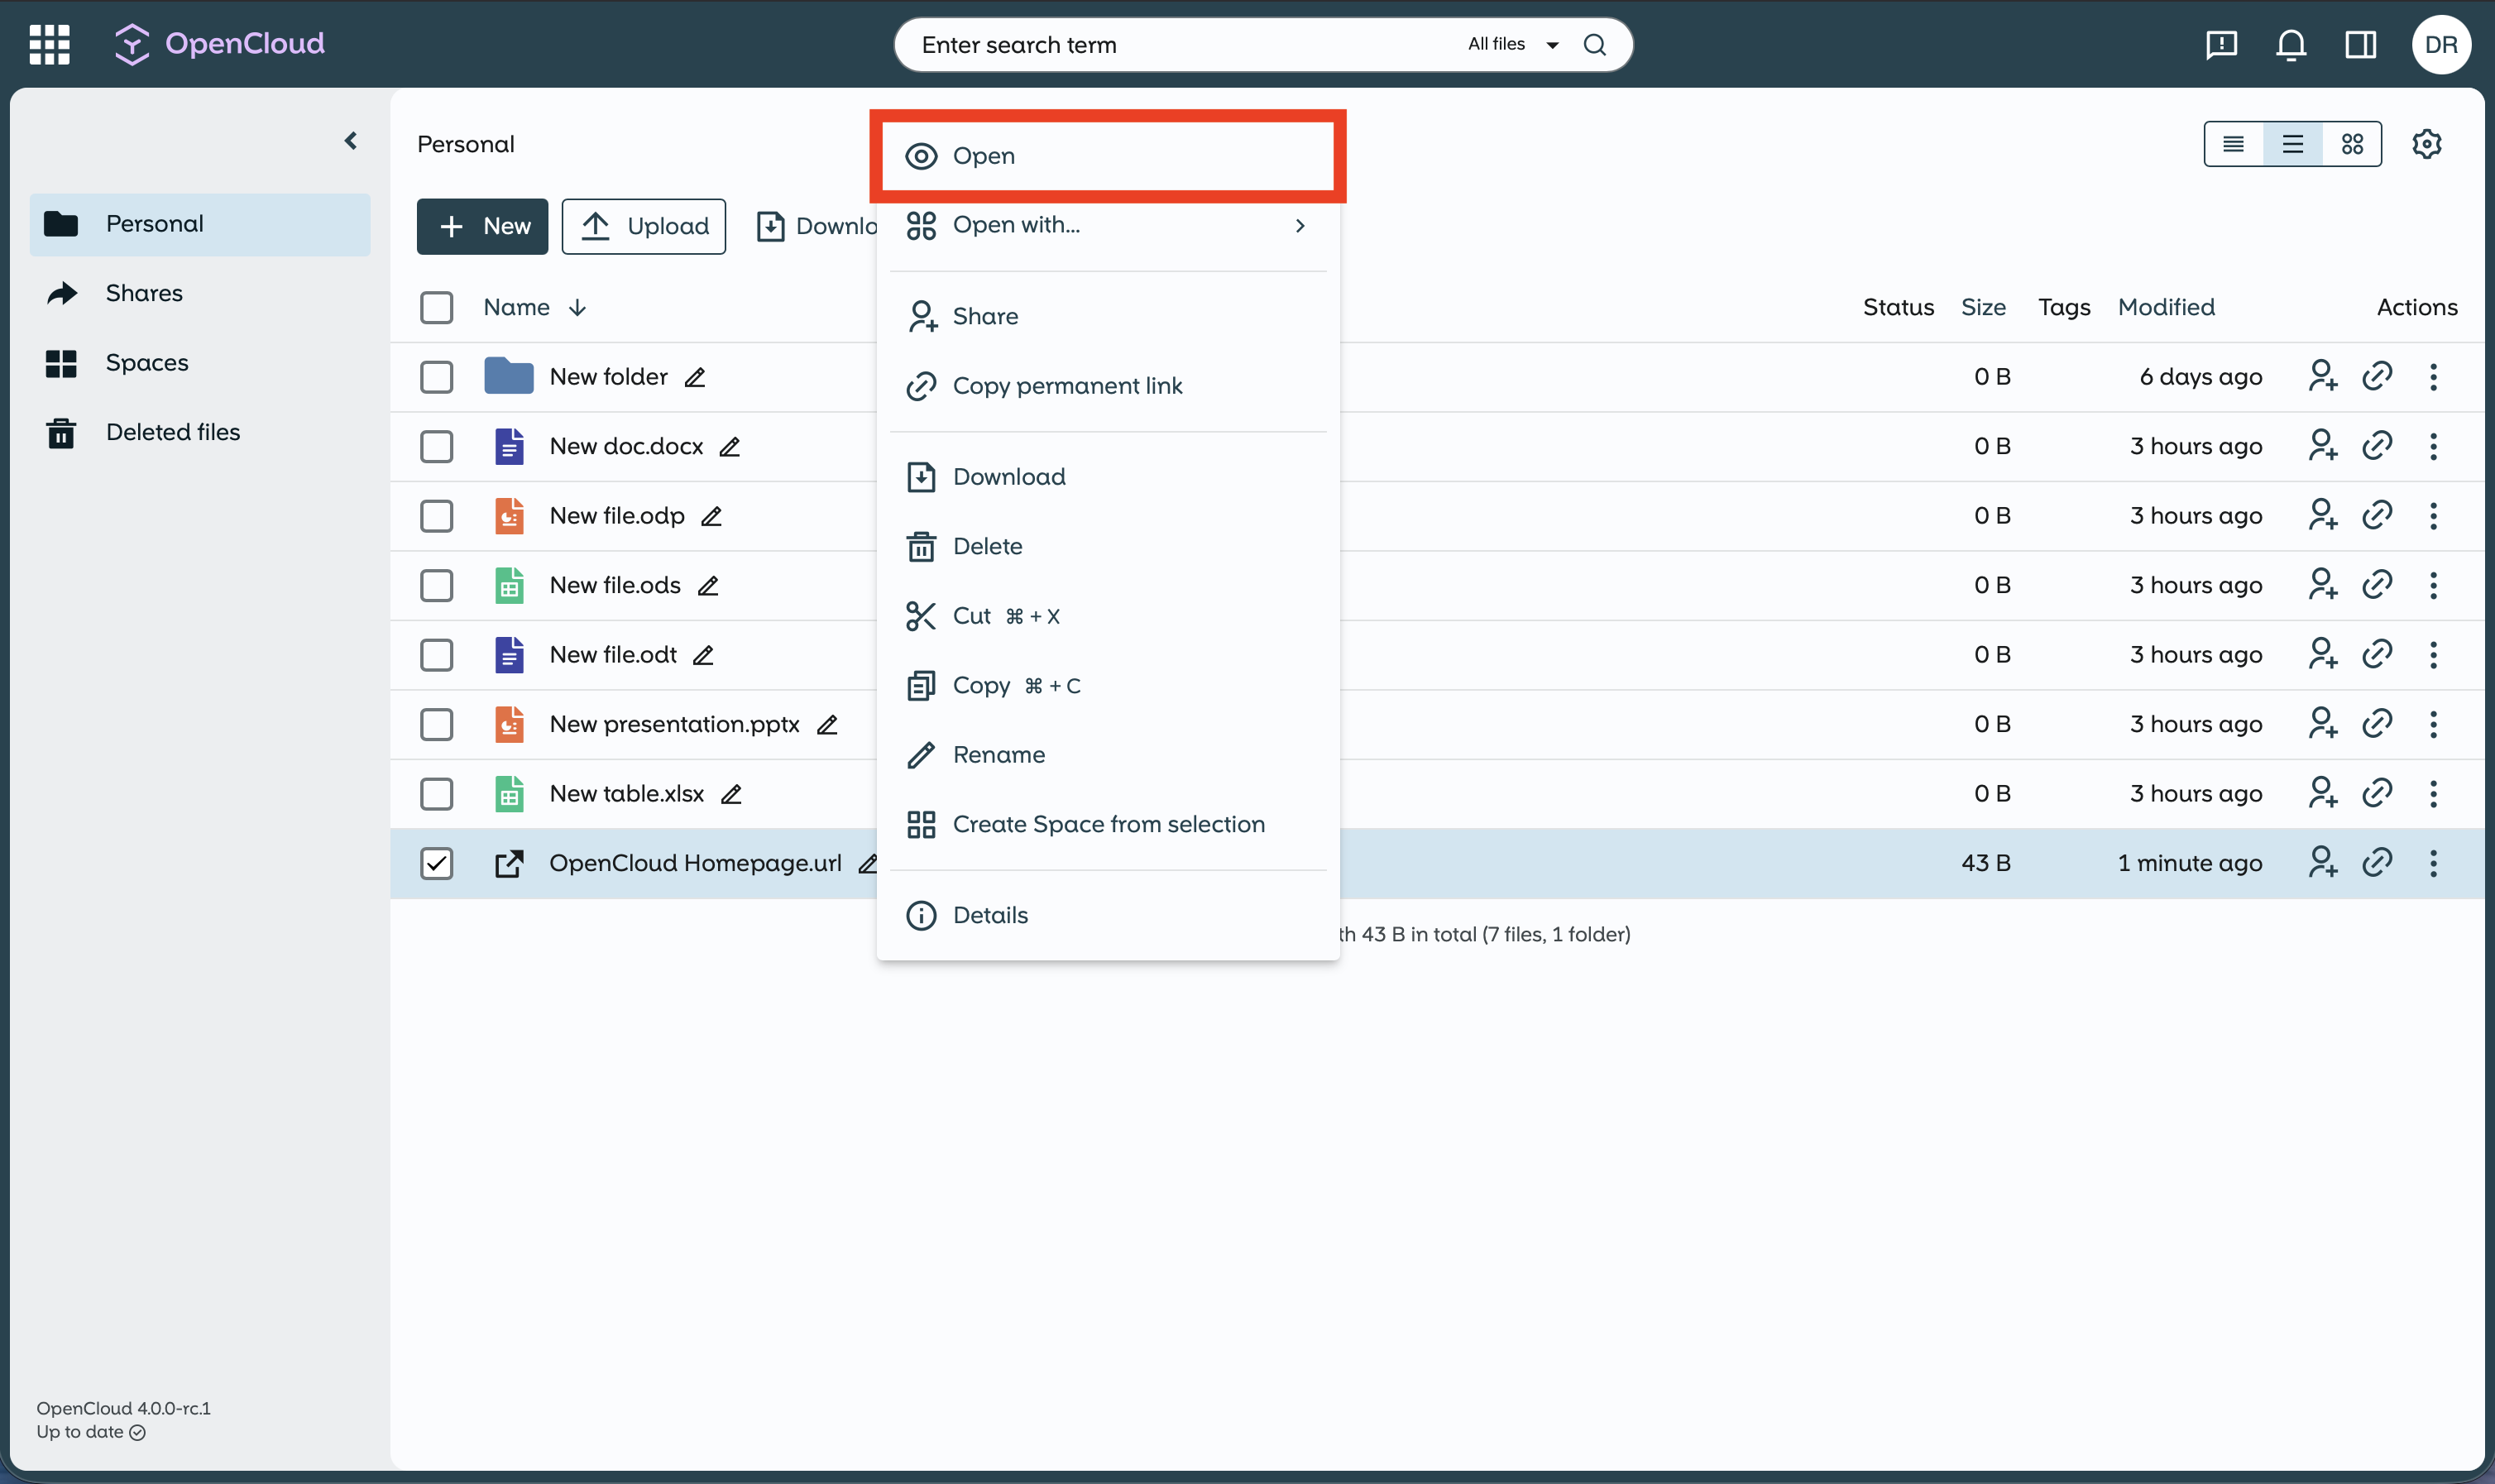 OpenCloud
Enter search term
All files
DR
Personal
Shares
Spaces
Deleted files
OpenCloud 4.0.0-rc.1
Up to date
Personal
New
Upload
Downlo
Name
Status
Size
Tags
Modified
Actions
New folder
0 B
6 days ago
New doc.docx
0 B
3 hours ago
New file.odp
0 B
3 hours ago
New file.ods
0 B
3 hours ago
New file.odt
0 B
3 hours ago
New presentation.pptx
0 B
3 hours ago
New table.xlsx
0 B
3 hours ago
OpenCloud Homepage.url
43 B
1 minute ago
th 43 B in total (7 files, 1 folder)
Open
Open with...
Share
Copy permanent link
Download
Delete
Cut ⌘ + X
Copy ⌘ + C
Rename
Create Space from selection
Details